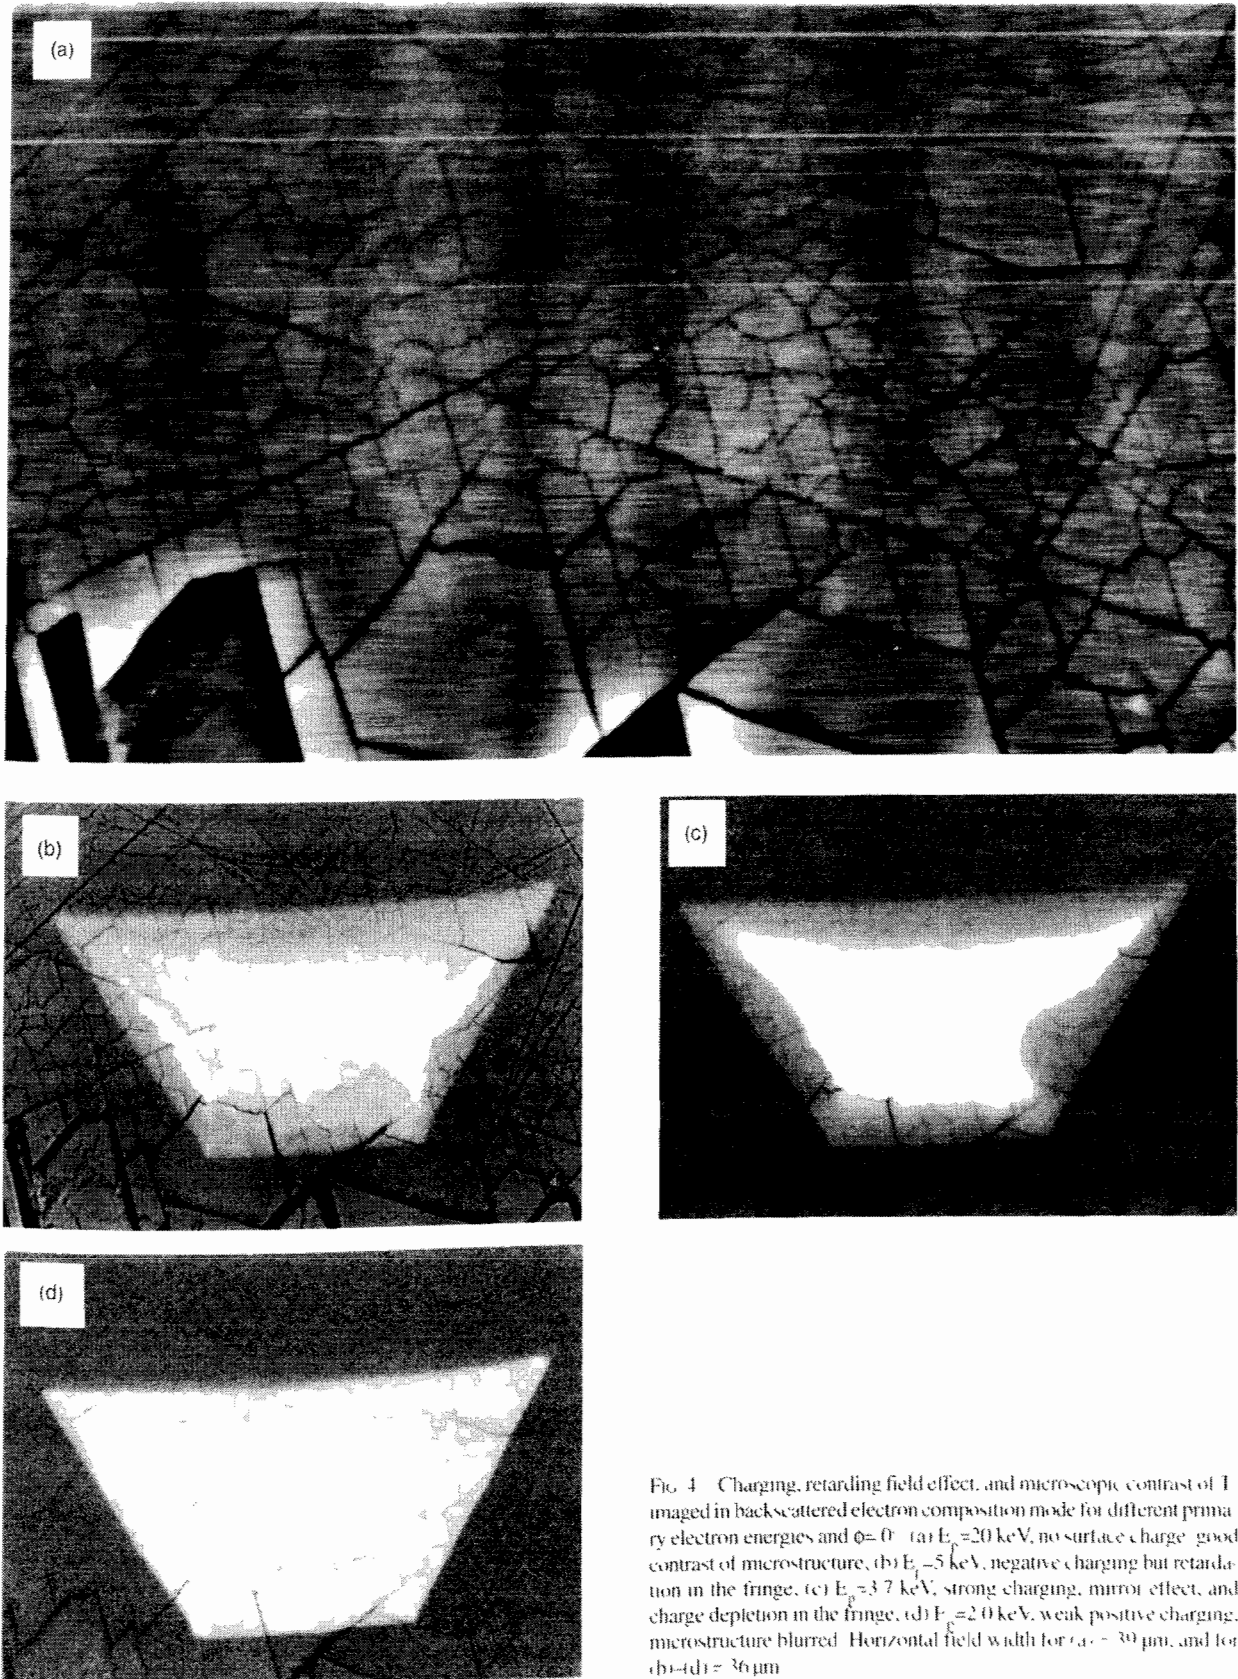 (a)
(b)
(c)
(d)
Charging, retarding field effect, and microscopic contrast of
imaged in backscattered electron composition mode for different prima-
ry electron energies and ϕ= 0 (a) E =20 keV, no surface charge good
contrast of microstructure, (b) E =5 keV, negative charging but retarda-
tion in the fringe, (c) E =3.7 keV, strong charging, mirror effect, and
charge depletion in the fringe, (d) E =2.0 keV, weak positive charging,
microstructure blurred Horizontal field width for (a) = 39 μm, and for
(b)–(d) = 36 μm